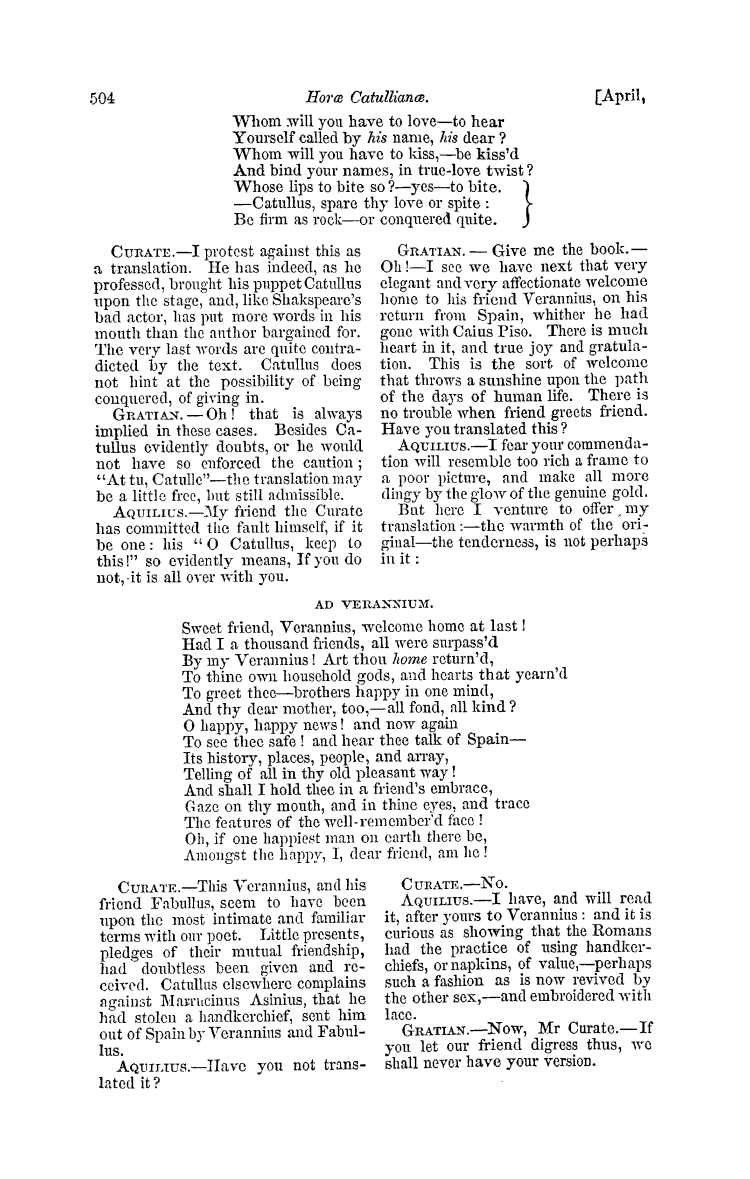 504 Horæ Catullianæ. [April,
Whom will you have to love—to hear
Yourself called by his name, his dear?
Whom will you have to kiss,—be kiss'd
And bind your names, in true-love twist?
Whose lips to bite so?—yes—to bite.
—Catullus, spare thy love or spite:
Be firm as rock—or conquered quite.
CURATE.—I protest against this as
a translation. He has indeed, as he
professed, brought his puppet Catullus
upon the stage, and, like Shakspeare's
bad actor, has put more words in his
mouth than the author bargained for.
The very last words are quite contra-
dicted by the text. Catullus does
not hint at the possibility of being
conquered, of giving in.
GRATIAN.—Oh! that is always
implied in these cases. Besides Ca-
tullus evidently doubts, or he would
not have so enforced the caution;
"At tu, Catulle"—the translation may
be a little free, but still admissible.
AQUILIUS.—My friend the Curate
has committed the fault himself, if it
be one: his "O Catullus, keep to
this!" so evidently means, If you do
not, it is all over with you.
GRATIAN.—Give me the book.—
Oh!—I see we have next that very
elegant and very affectionate welcome
home to his friend Verannius, on his
return from Spain, whither he had
gone with Caius Piso. There is much
heart in it, and true joy and gratula-
tion. This is the sort of welcome
that throws a sunshine upon the path
of the days of human life. There is
no trouble when friend greets friend.
Have you translated this?
AQUILIUS.—I fear your commenda-
tion will resemble too rich a frame to
a poor picture, and make all more
dingy by the glow of the genuine gold.
But here I venture to offer my
translation:—the warmth of the ori-
ginal—the tenderness, is not perhaps
in it:
AD VERANNIUM.
Sweet friend, Verannius, welcome home at last!
Had I a thousand friends, all were surpass'd
By my Verannius! Art thou home return'd,
To thine own household gods, and hearts that yearn'd
To greet thee—brothers happy in one mind,
And thy dear mother, too,—all fond, all kind?
O happy, happy news! and now again
To see thee safe! and hear thee talk of Spain—
Its history, places, people, and array,
Telling of all in thy old pleasant way!
And shall I hold thee in a friend's embrace,
Gaze on thy mouth, and in thine eyes, and trace
The features of the well-remember'd face!
Oh, if one happiest man on earth there be,
Amongst the happy, I, dear friend, am he!
CURATE.—This Verannius, and his
friend Fabullus, seem to have been
upon the most intimate and familiar
terms with our poet. Little presents,
pledges of their mutual friendship,
had doubtless been given and re-
ceived. Catullus elsewhere complains
against Marrucinus Asinius, that he
had stolen a handkerchief, sent him
out of Spain by Verannius and Fabul-
lus.
AQUILIUS.—Have you not trans-
lated it?
CURATE.—No.
AQUILIUS.—I have, and will read
it, after yours to Verannius: and it is
curious as showing that the Romans
had the practice of using handker-
chiefs, or napkins, of value,—perhaps
such a fashion as is now revived by
the other sex,—and embroidered with
lace.
GRATIAN.—Now, Mr Curate.—If
you let our friend digress thus, we
shall never have your version.